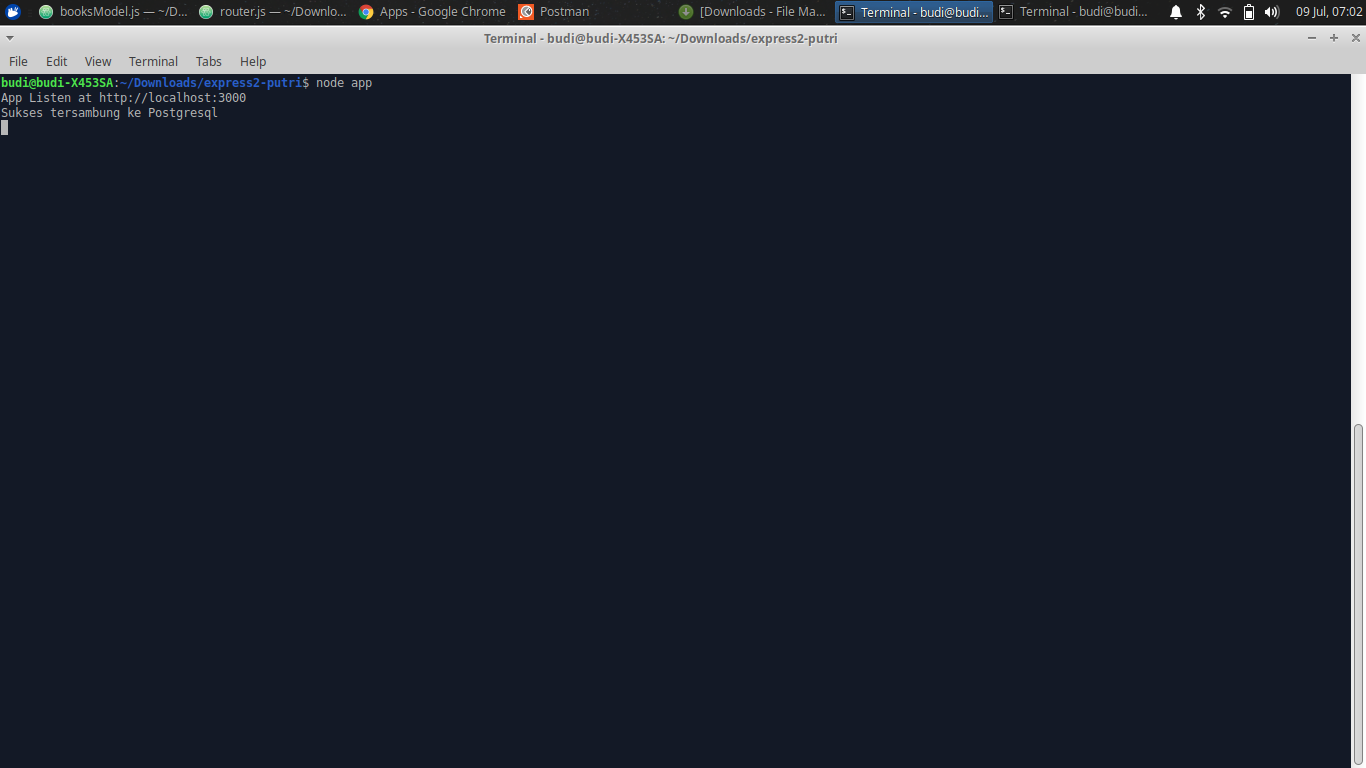 booksModel.js — ~/D... router.js — ~/Downlo... Apps - Google Chrome Postman [Downloads - File Ma... Terminal - budi@budi... Terminal - budi@budi... 09 Jul, 07:02
Terminal - budi@budi-X453SA: ~/Downloads/express2-putri
File Edit View Terminal Tabs Help
budi@budi-X453SA:~/Downloads/express2-putri$ node app
App Listen at http://localhost:3000
Sukses tersambung ke Postgresql